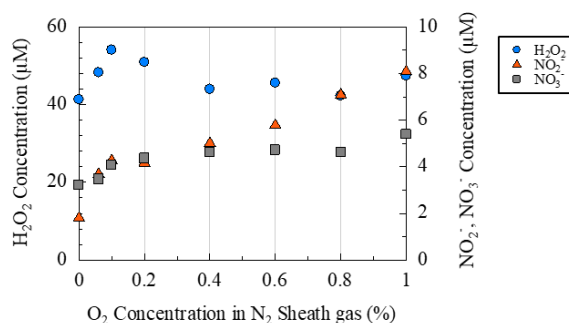 60
40
20
0
H₂O₂ Concentration (µM)
10
8
6
4
2
0
NO₂⁻, NO₃⁻ Concentration (µM)
0
0.2
0.4
0.6
0.8
1
O₂ Concentration in N₂ Sheath gas (%)
H₂O₂
NO₂⁻
NO₃⁻